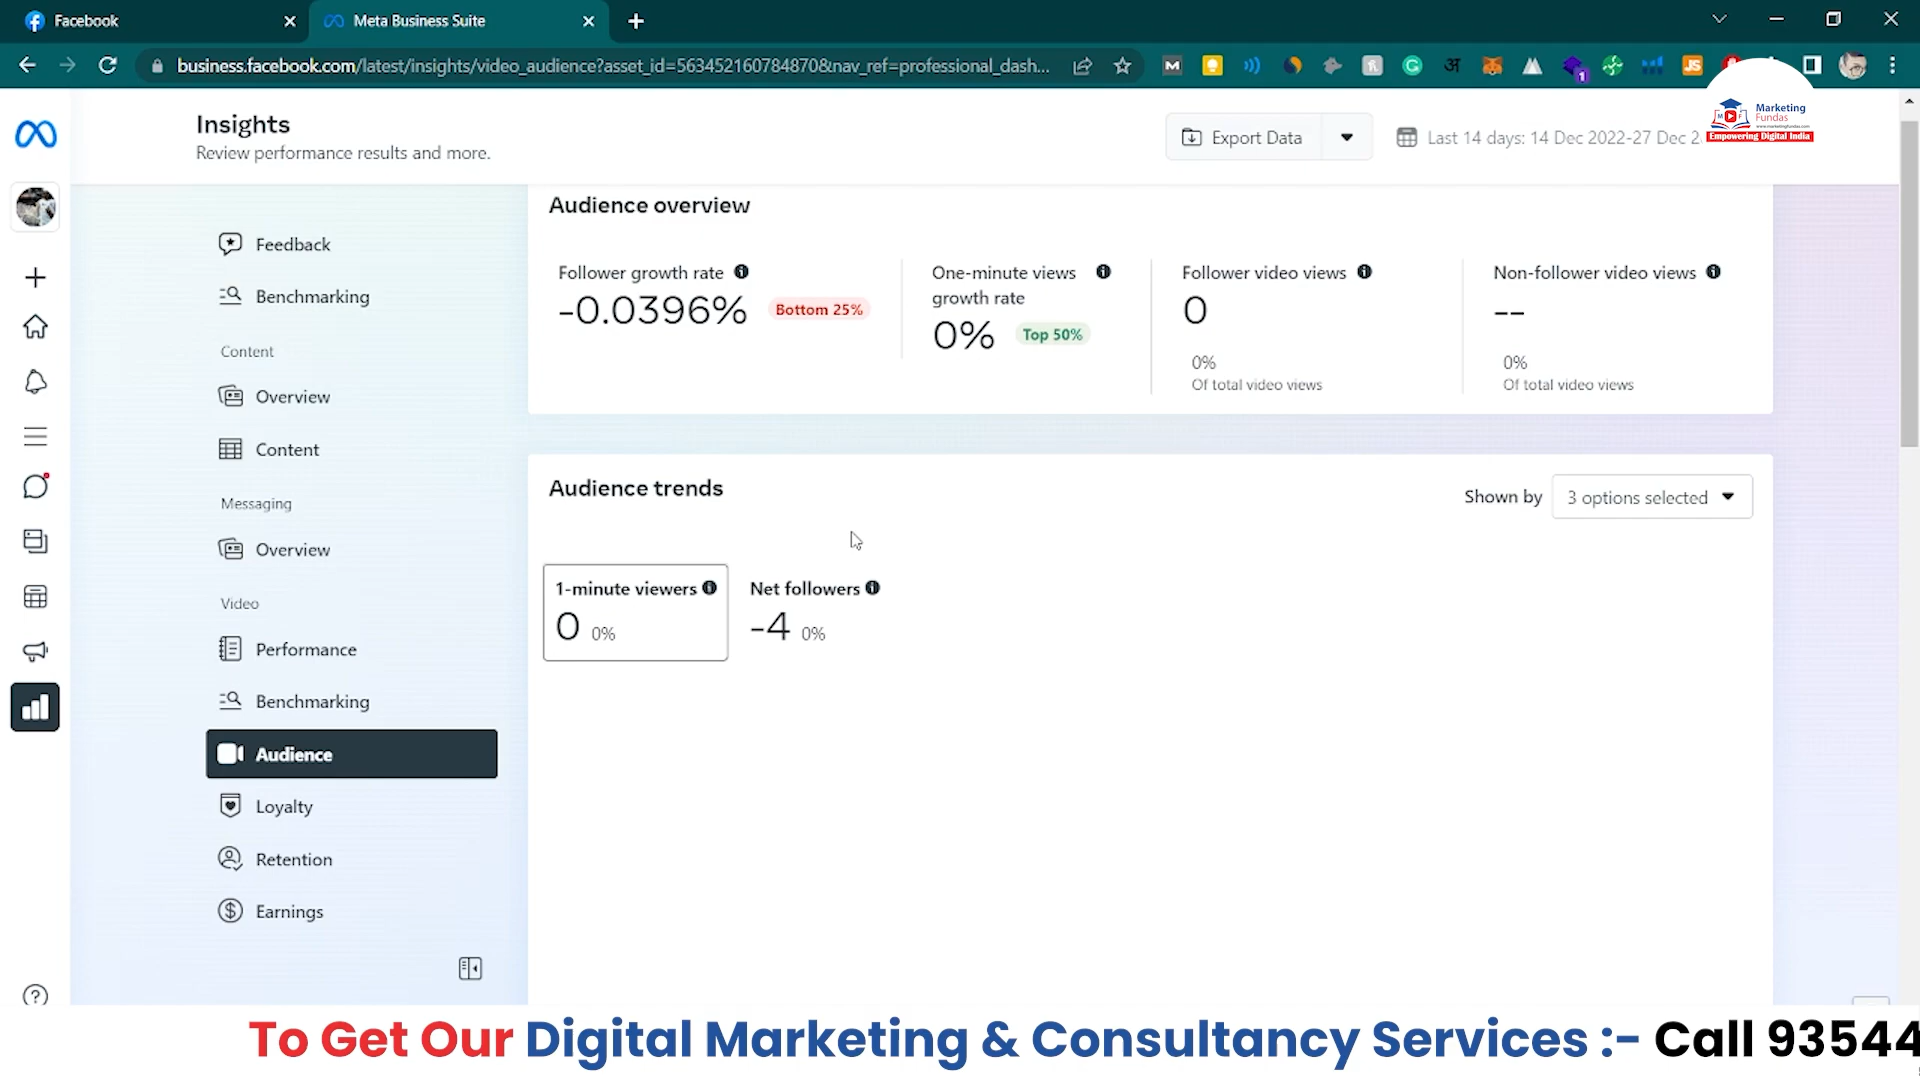 Facebook
Meta Business Suite
business.facebook.com/latest/insights/video_audience?asset_id=563452160784870&nav_ref=professional_dash...
Marketing
Fundas
www.marketingfundas.com
Empowering Digital India
Insights
Review performance results and more.
Export Data
Last 14 days: 14 Dec 2022-27 Dec 2
Feedback
Benchmarking
Content
Overview
Content
Messaging
Overview
Video
Performance
Benchmarking
Audience
Loyalty
Retention
Earnings
Audience overview
Follower growth rate
-0.0396% Bottom 25%
One-minute views
growth rate
0% Top 50%
Follower video views
0
0%
Of total video views
Non-follower video views
--
0%
Of total video views
Audience trends
Shown by 3 options selected
1-minute viewers
0 0%
Net followers
-4 0%
To Get Our Digital Marketing & Consultancy Services :- Call 93544